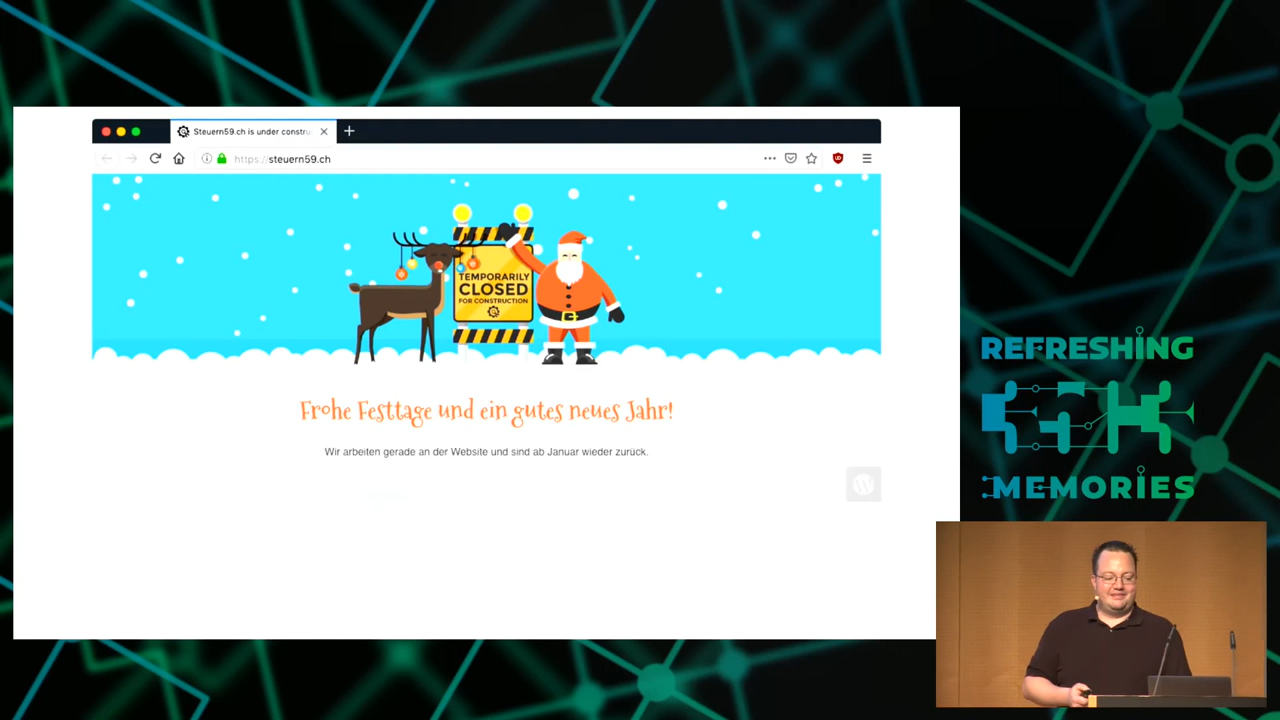 Steuern59.ch is under constru
https://steuern59.ch
TEMPORARILY
CLOSED
FOR CONSTRUCTION
Frohe Festtage und ein gutes neues Jahr!
Wir arbeiten gerade an der Website und sind ab Januar wieder zurück.
REFRESHING
MEMORIES